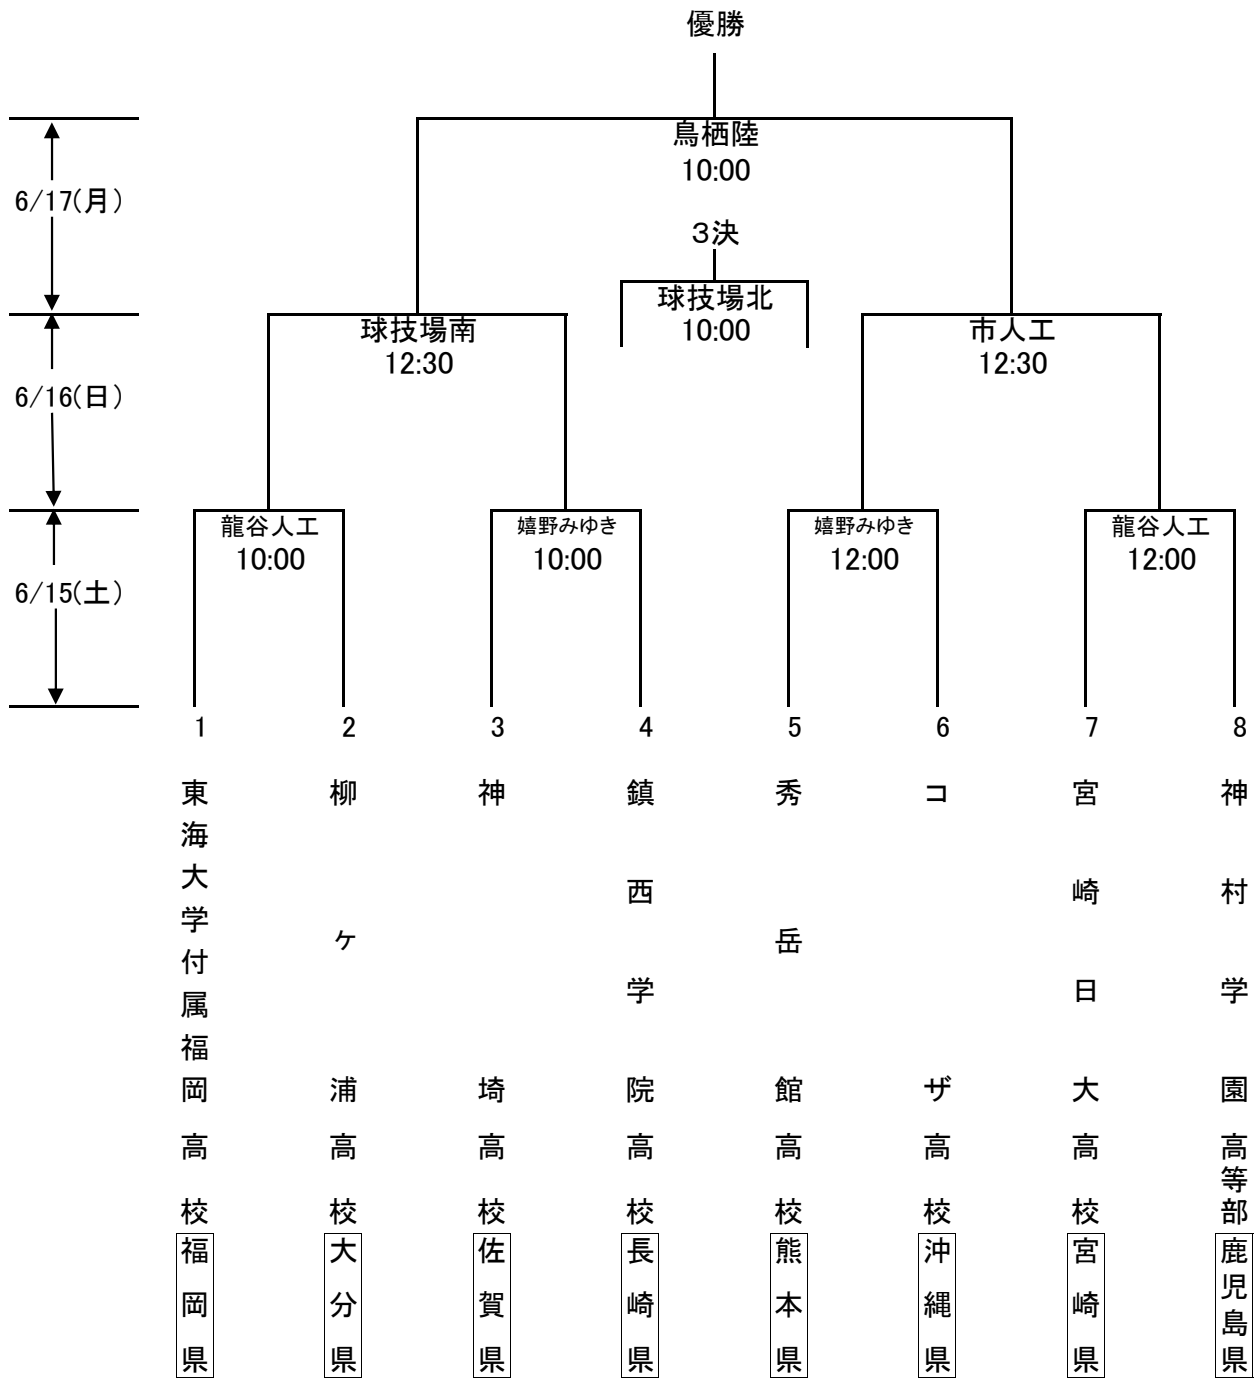 優勝
鳥栖陸
10:00
6/17(月)
３決
球技場北
10:00
球技場南
12:30
市人工
12:30
6/16(日)
龍谷人工
10:00
嬉野みゆき
10:00
嬉野みゆき
12:00
龍谷人工
12:00
6/15(土)
1
2
3
4
5
6
7
8
東海大学付属福岡高校
福岡県
柳ヶ浦高校
大分県
神埼高校
佐賀県
鎮西学院高校
長崎県
秀岳館高校
熊本県
コザ高校
沖縄県
宮崎日大高校
宮崎県
神村学園高等部
鹿児島県